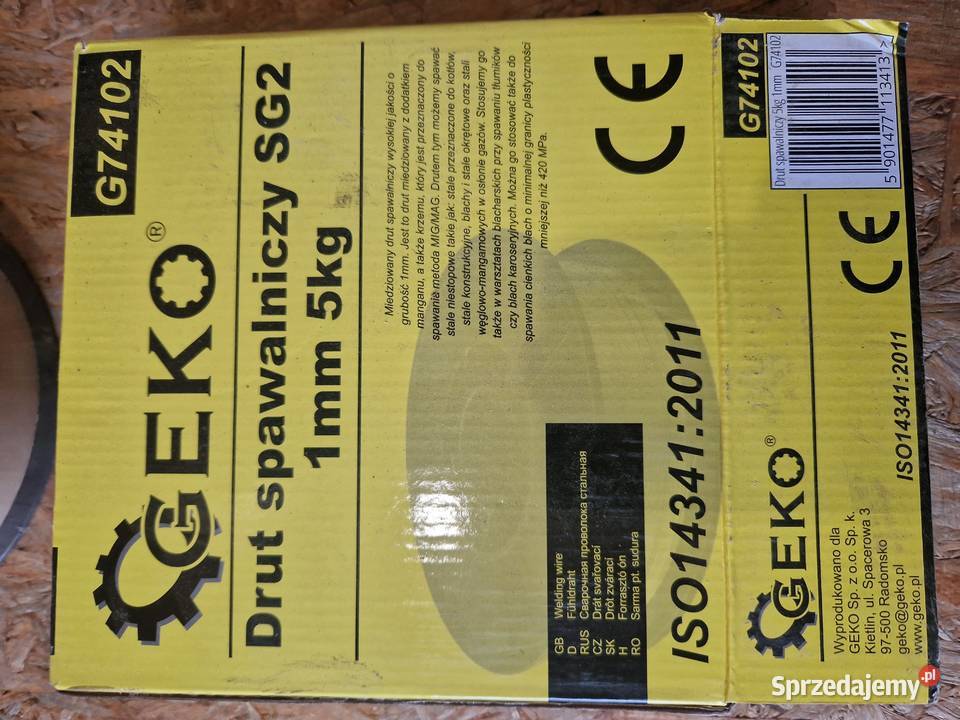 G74102
GEKO®
Drut spawalniczy SG2
1mm 5kg
Miedziowany drut spawalniczy wysokiej jakości o
grubość 1mm. Jest to drut miedziowany z dodatkiem
manganu, a także krzemu, który jest przeznaczony do
spawania metoda MIG/MAG. Drutem tym możemy spawać
stale niestopowe takie jak: stale przeznaczone do kotłów,
stale konstrukcyjne, blachy i stale okrętowe oraz stali
węglowo-mangamowych w osłonie gazów. Stosujemy go
także w warsztatach blacharskich przy spawaniu tłumików
czy blach karoseryjnych. Można go stosować także do
spawania cienkich blach o minimalnej granicy plastyczności
mniejszej niż 420 MPa.
GB Welding wire
D Fühldraht
RUS Сварочная проволока стальная
CZ Drát svařovací
SK Drôt zvárací
H Forrasztó ón
RO Sarma pt. sudura
CE
ISO14341:2011
G74102
Drut spawalniczy 5kg 1mm G74102
5 901477 113413 >
CE
GEKO®
ISO14341:2011
Wyprodukowano dla
GEKO Sp. z o.o. Sp. k.
Kietlin, ul. Spacerowa 3
97-500 Radomsko
geko@geko.pl
www.geko.pl
Sprzedajemy.pl